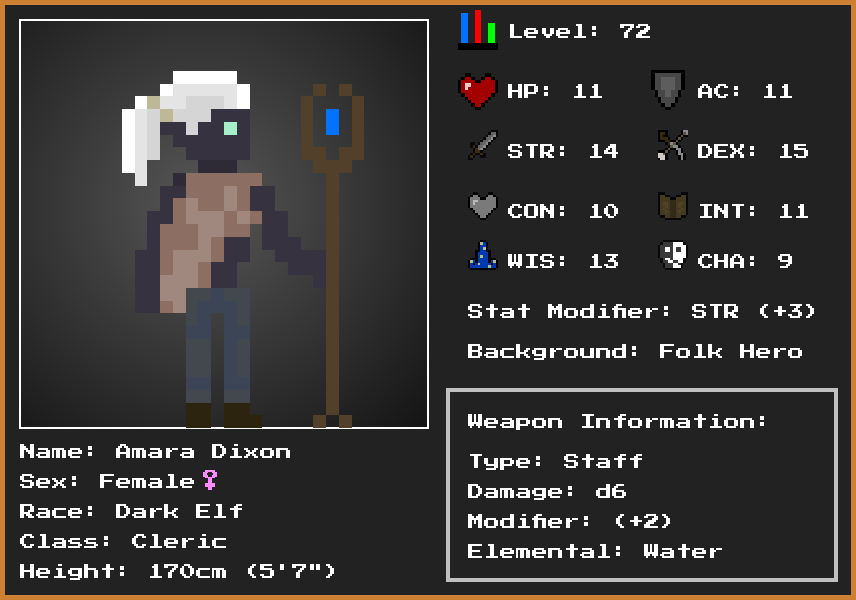 Level: 72
HP: 11
AC: 11
STR: 14
DEX: 15
CON: 10
INT: 11
WIS: 13
CHA: 9
Stat Modifier: STR (+3)
Background: Folk Hero
Weapon Information:
Type: Staff
Damage: d6
Modifier: (+2)
Elemental: Water
Name: Amara Dixon
Sex: Female♀
Race: Dark Elf
Class: Cleric
Height: 170cm (5'7")